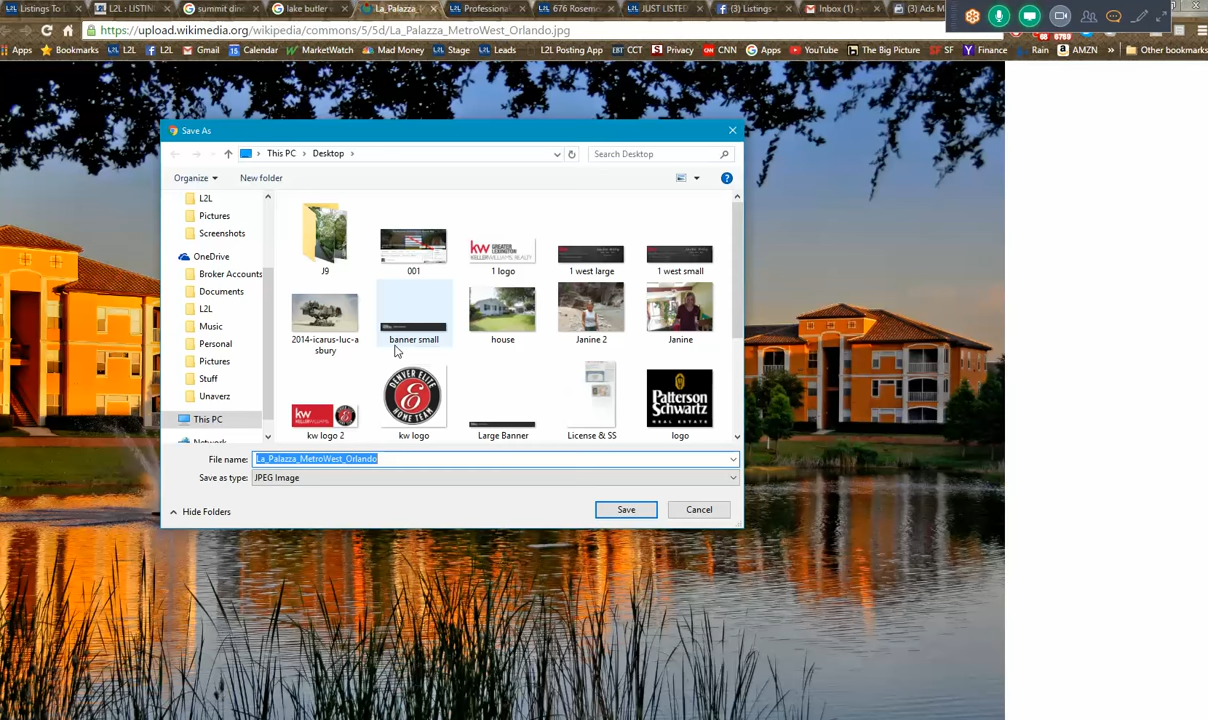 Listings To L2L : LISTIN summit din lake butler La_Palazza_ Professiona 676 Rosem JUST LISTED (3) Listings Inbox (1) - (3) Ads M
https://upload.wikimedia.org/wikipedia/commons/5/5d/La_Palazza_MetroWest_Orlando.jpg
Apps Bookmarks L2L L2L Gmail Calendar MarketWatch Mad Money Stage Leads L2L Posting App CCT Privacy CNN Apps YouTube The Big Picture SF Finance Rain AMZN » Other bookmarks
Save As
This PC > Desktop > Search Desktop
Organize New folder
L2L
Pictures
Screenshots
OneDrive
Broker Accounts
Documents
L2L
Music
Personal
Pictures
Stuff
Unaverz
This PC
Network
J9 001 1 logo 1 west large 1 west small
kw GREATER LEXINGTON
KELLERWILLIAMS. REALTY
2014-icarus-luc-a
sbury
banner small house Janine 2 Janine
kw KELLERWILLIAMS
DENVER ELITE
E
HOME TEAM
Patterson
Schwartz
REAL ESTATE
kw logo 2 kw logo Large Banner License & SS logo
File name: La_Palazza_MetroWest_Orlando
Save as type: JPEG Image
Hide Folders Save Cancel